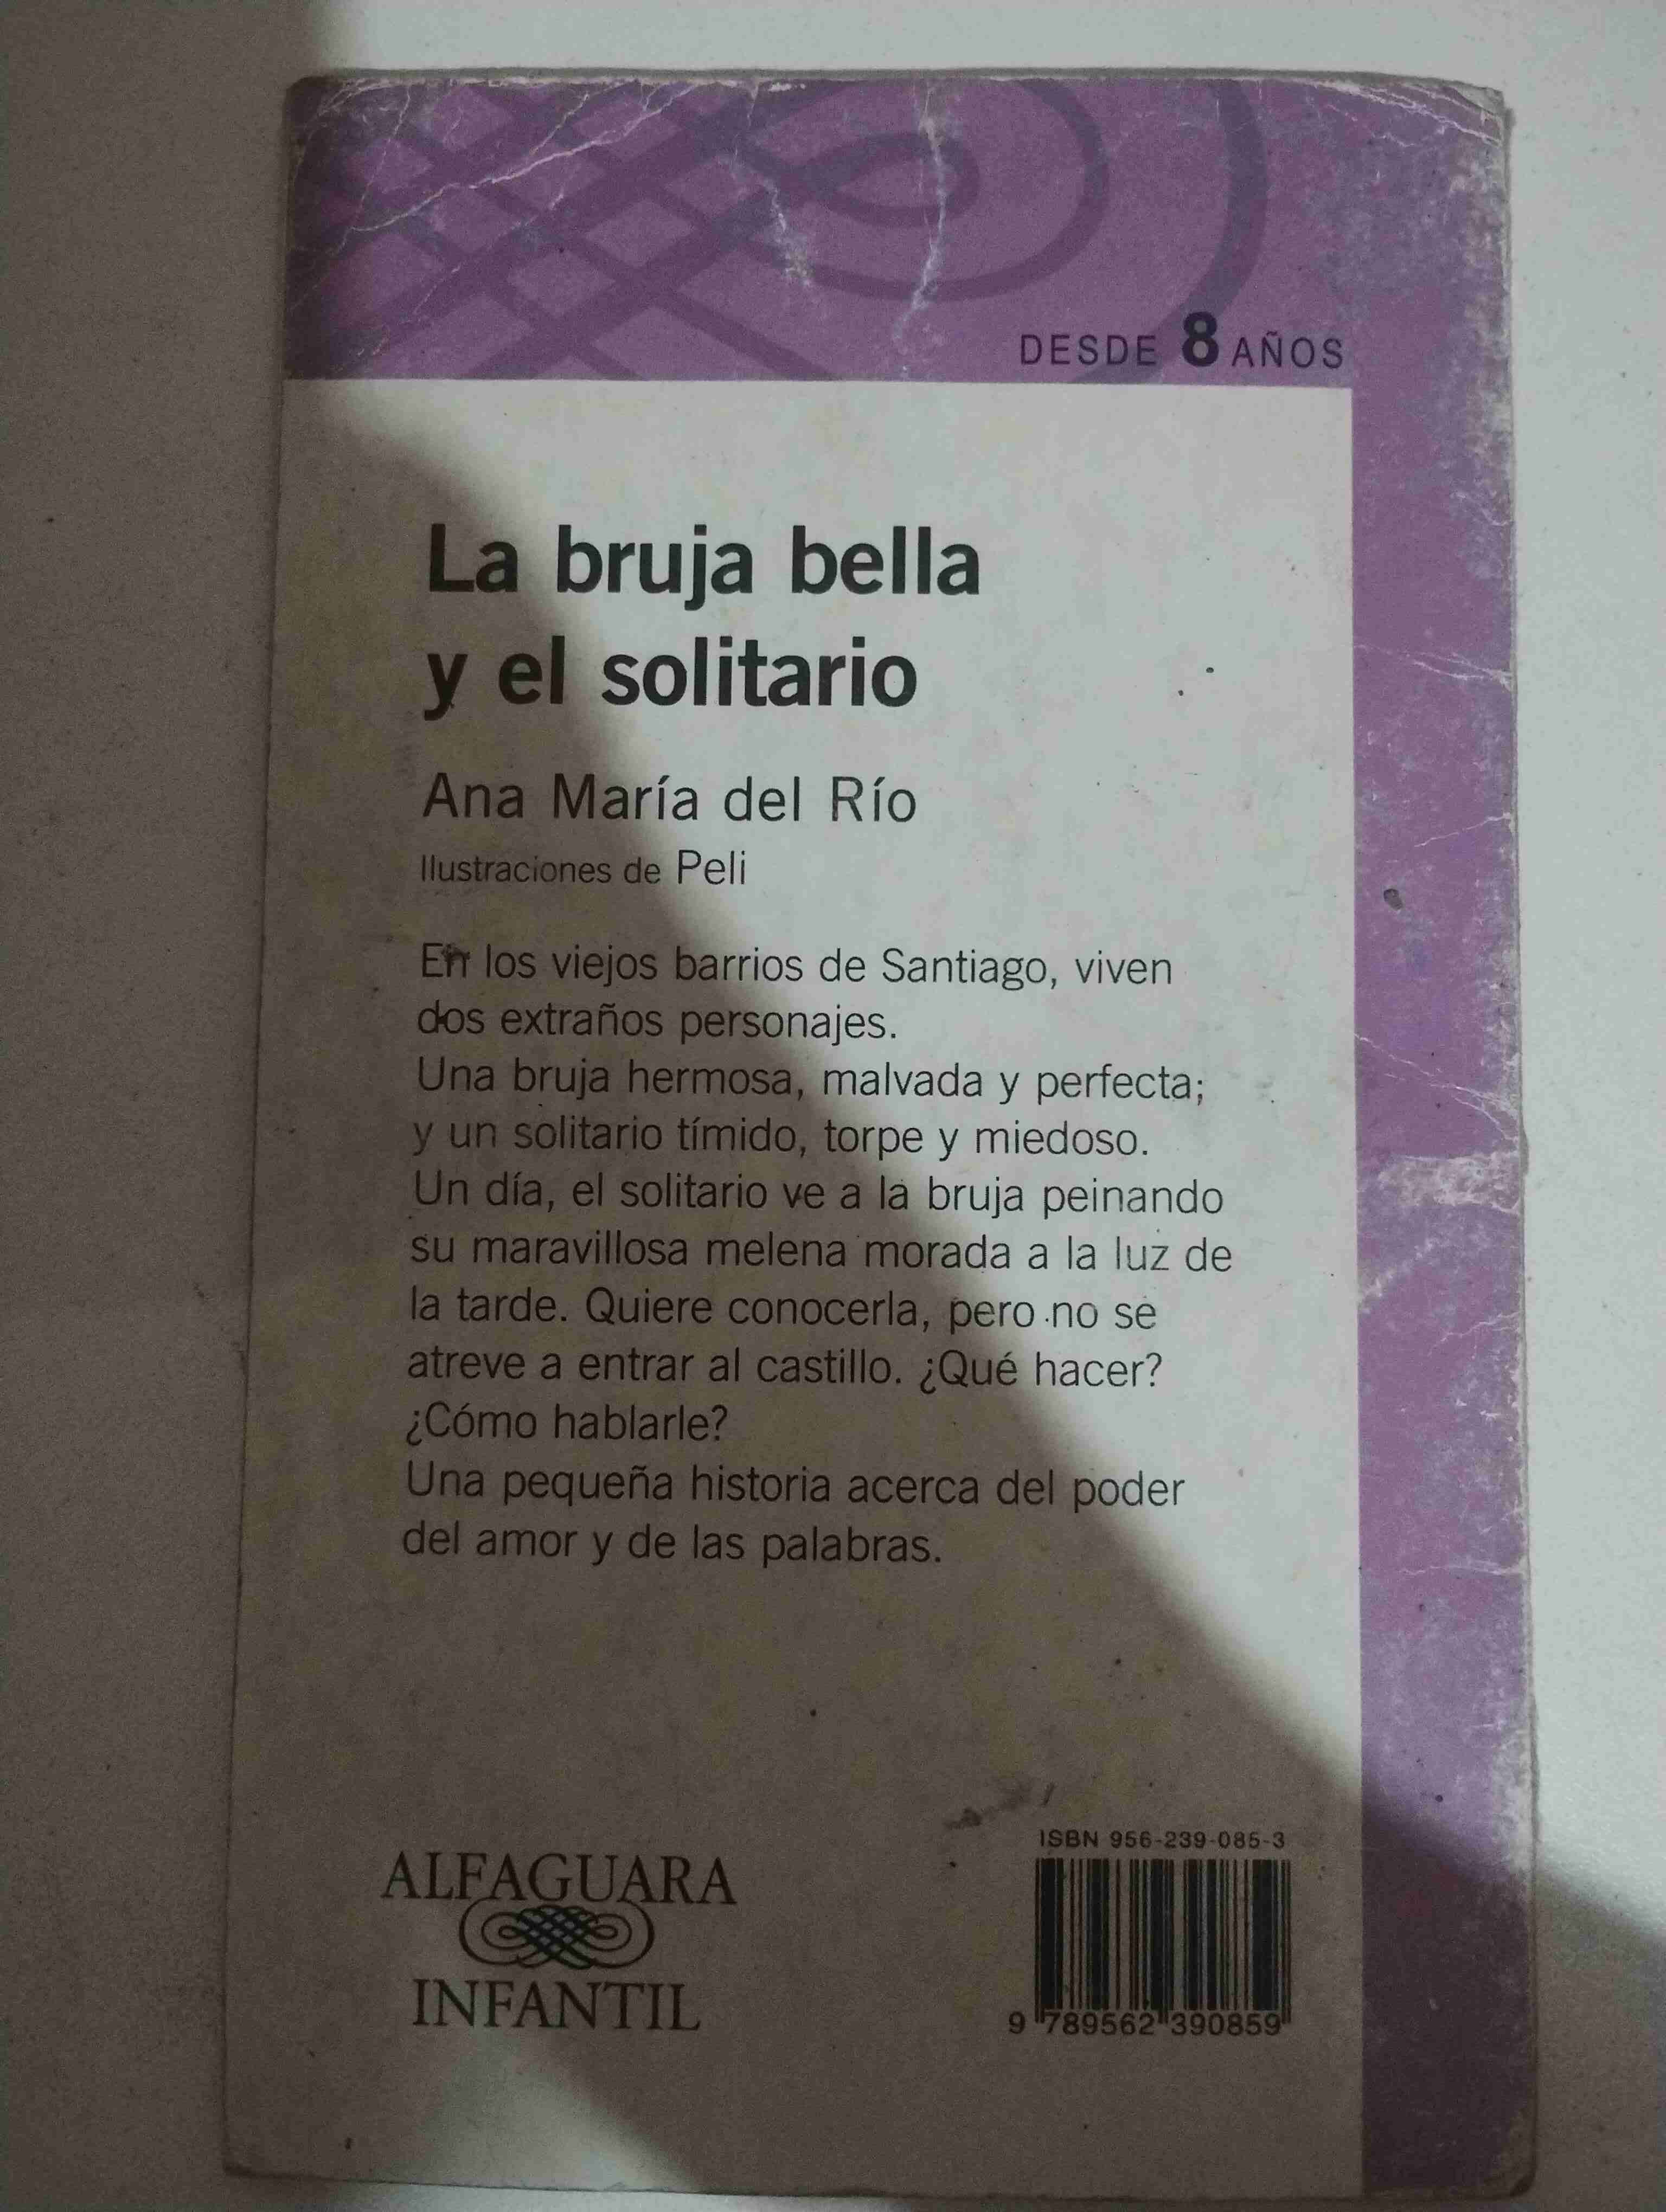 DESDE 8 AÑOS
La bruja bella
y el solitario
Ana María del Río
Ilustraciones de Peli
En los viejos barrios de Santiago, viven
dos extraños personajes.
Una bruja hermosa, malvada y perfecta;
y un solitario tímido, torpe y miedoso.
Un día, el solitario ve a la bruja peinando
su maravillosa melena morada a la luz de
la tarde. Quiere conocerla, pero no se
atreve a entrar al castillo. ¿Qué hacer?
¿Cómo hablarle?
Una pequeña historia acerca del poder
del amor y de las palabras.
ALFAGUARA
INFANTIL
ISBN 956-239-085-3
9 789562 390859